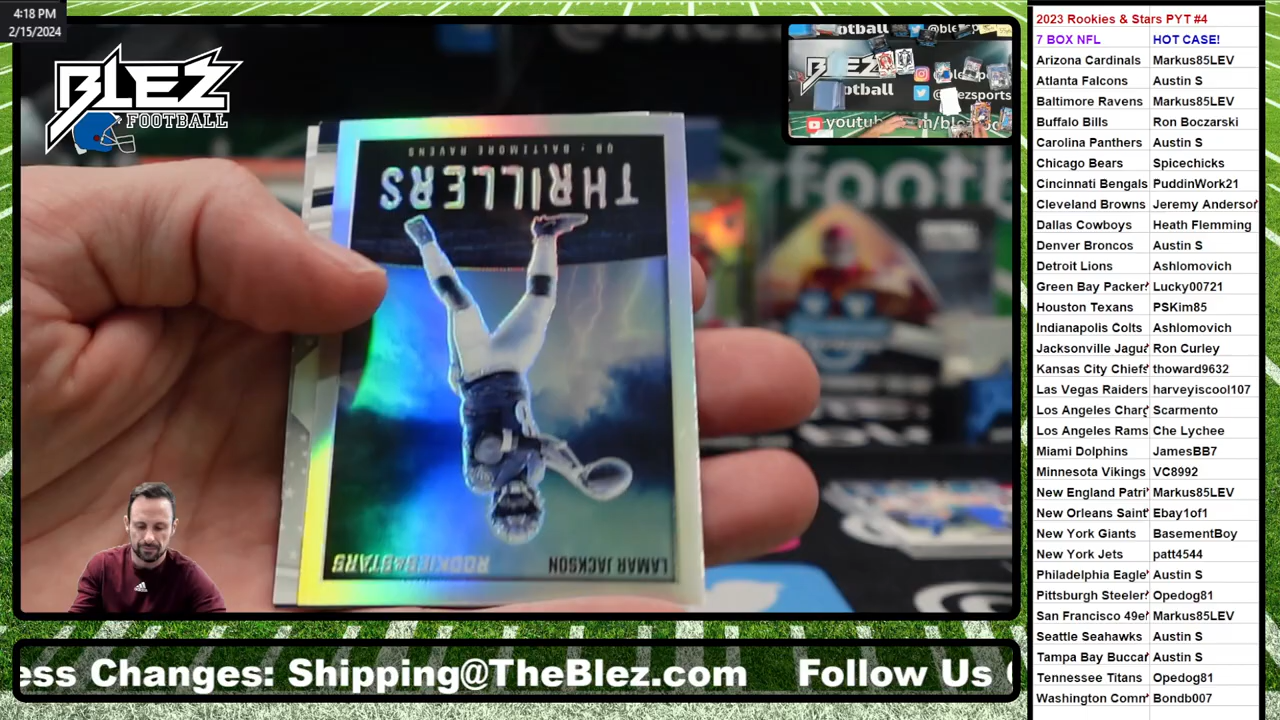 4:18 PM
2/15/2024
BLEZ
FOOTBALL
QB • BALTIMORE RAVENS
THRILLERS
ROOKIES & STARS
LAMAR JACKSON
ess Changes: Shipping@TheBlez.com Follow Us
2023 Rookies & Stars PYT #4
7 BOX NFL HOT CASE!
Arizona Cardinals Markus85LEV
Atlanta Falcons Austin S
Baltimore Ravens Markus85LEV
Buffalo Bills Ron Boczarski
Carolina Panthers Austin S
Chicago Bears Spicechicks
Cincinnati Bengals PuddinWork21
Cleveland Browns Jeremy Anderso
Dallas Cowboys Heath Flemming
Denver Broncos Austin S
Detroit Lions Ashlomovich
Green Bay Packer Lucky00721
Houston Texans PSKim85
Indianapolis Colts Ashlomovich
Jacksonville Jagu Ron Curley
Kansas City Chiefs thoward9632
Las Vegas Raiders harveyiscool107
Los Angeles Charg Scarmento
Los Angeles Rams Che Lychee
Miami Dolphins JamesBB7
Minnesota Vikings VC8992
New England Patri Markus85LEV
New Orleans Saint Ebay1of1
New York Giants BasementBoy
New York Jets patt4544
Philadelphia Eagle Austin S
Pittsburgh Steeler Opedog81
San Francisco 49e Markus85LEV
Seattle Seahawks Austin S
Tampa Bay Buccar Austin S
Tennessee Titans Opedog81
Washington Comm Bondb007